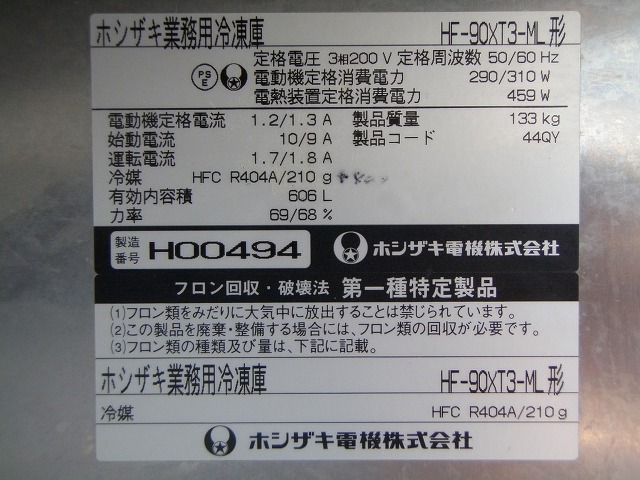 ホシザキ業務用冷凍庫 HF-90XT3-ML形
定格電圧 3相200V 定格周波数 50/60 Hz
PS E 電動機定格消費電力 290/310 W
電熱装置定格消費電力 459 W
電動機定格電流 1.2/1.3 A 製品質量 133 kg
始動電流 10/9 A 製品コード 44QY
運転電流 1.7/1.8 A
冷媒 HFC R404A/210 g
有効内容積 606 L
力率 69/68 %
製造番号 H00494 ホシザキ電機株式会社
フロン回収・破壊法 第一種特定製品
(1)フロン類をみだりに大気中に放出することは禁じられています。
(2)この製品を廃棄・整備する場合には、フロン類の回収が必要です。
(3)フロン類の種類及び量は、下記に記載。
ホシザキ業務用冷凍庫 HF-90XT3-ML形
冷媒 HFC R404A/210 g
ホシザキ電機株式会社